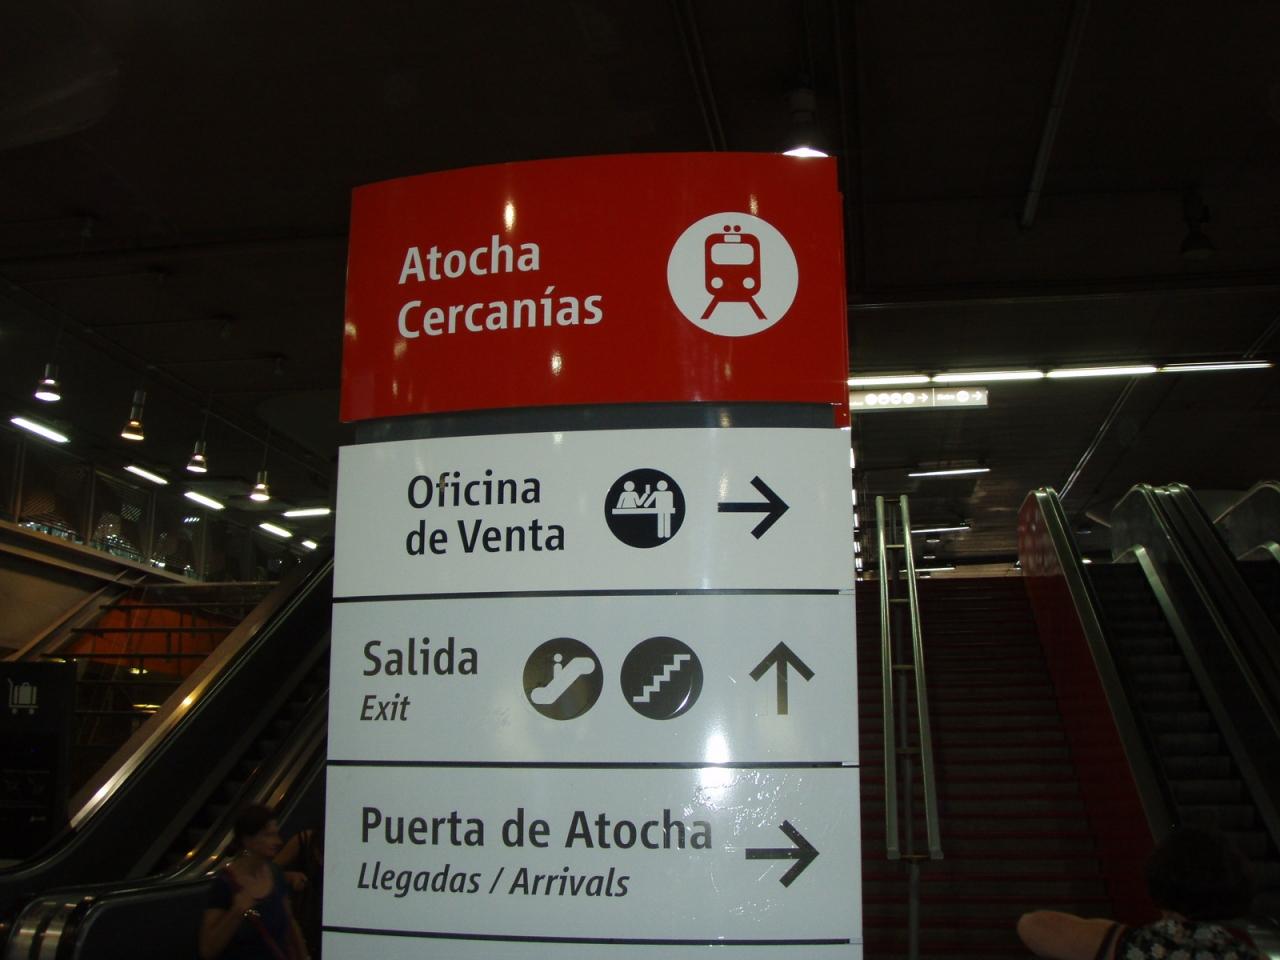 Atocha
Cercanías
Oficina
de Venta
Salida
Exit
Puerta de Atocha
Llegadas / Arrivals